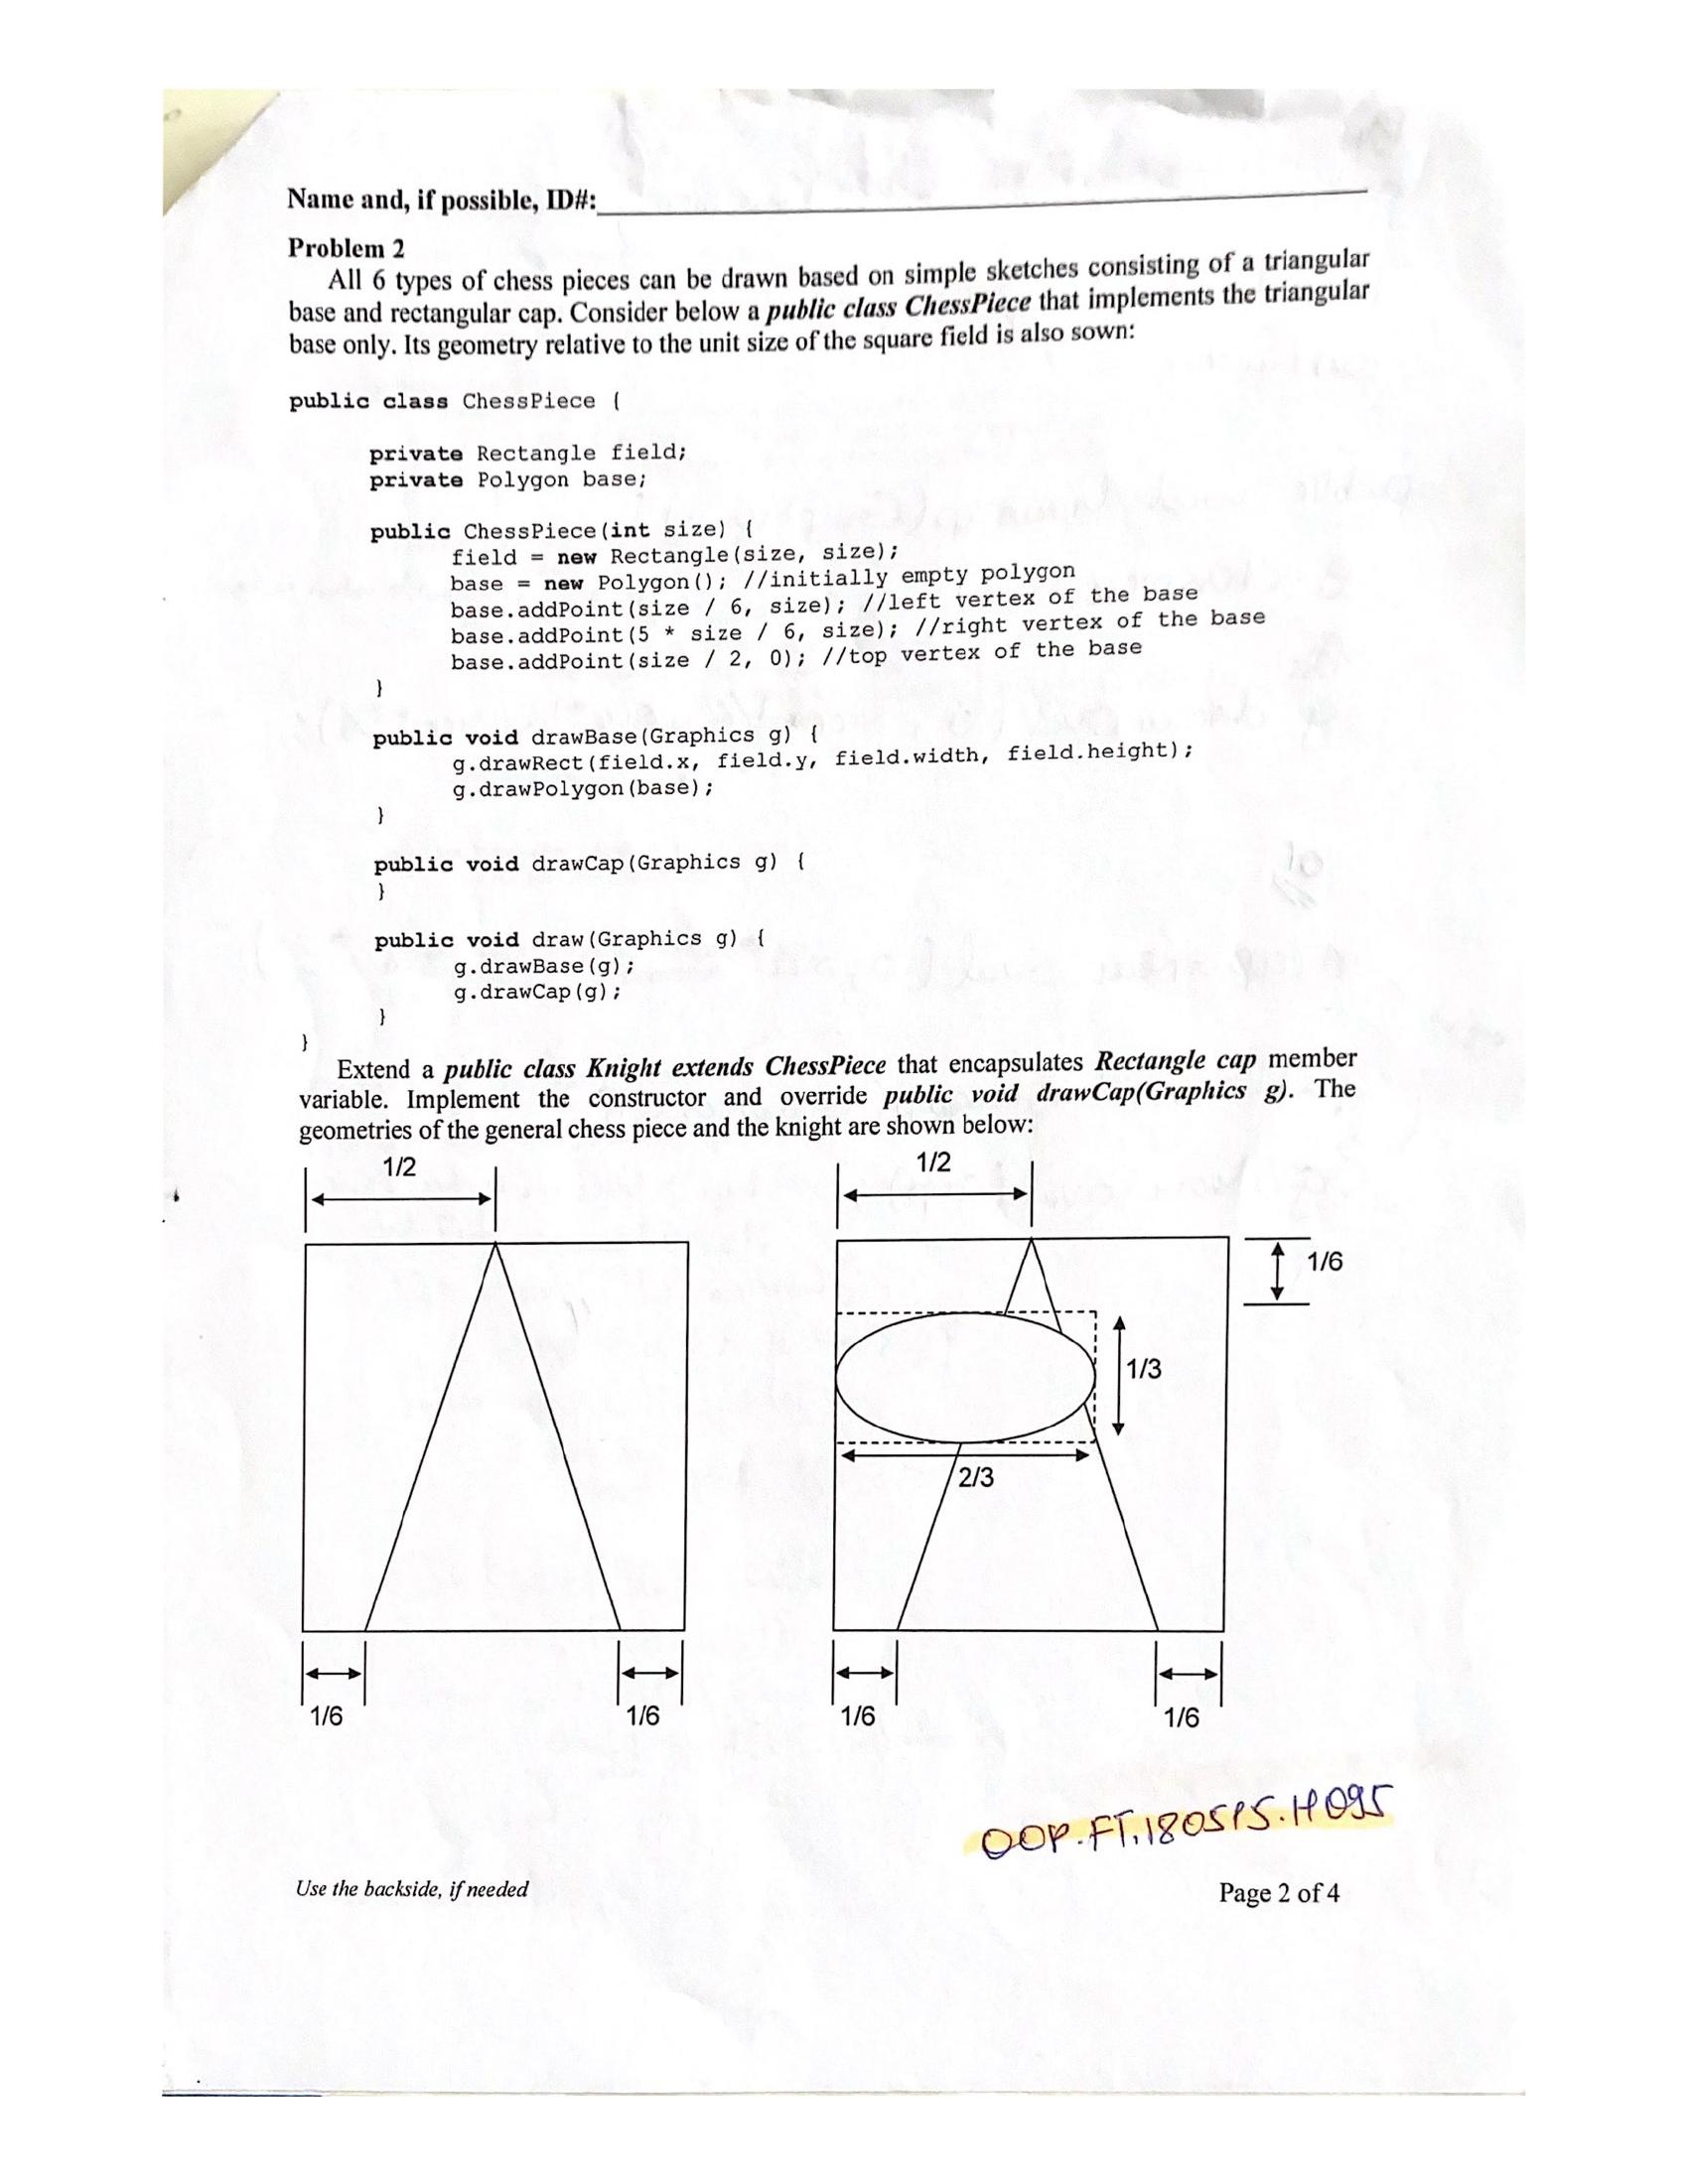 Name and, if possible, ID#:
Problem 2
All 6 types of chess pieces can be drawn based on simple sketches consisting of a triangular
base and rectangular cap. Consider below a public class ChessPiece that implements the triangular
base only. Its geometry relative to the unit size of the square field is also sown:
public class ChessPiece {
private Rectangle field;
private Polygon base;
public ChessPiece(int size) {
field = new Rectangle(size, size);
base = new Polygon(); //initially empty polygon
base.addPoint(size / 6, size); //left vertex of the base
base.addPoint(5 * size / 6, size); //right vertex of the base
base.addPoint(size / 2, 0); //top vertex of the base
}
public void drawBase(Graphics g) {
g.drawRect(field.x, field.y, field.width, field.height);
g.drawPolygon(base);
}
public void drawCap(Graphics g) {
}
public void draw(Graphics g) {
g.drawBase(g);
g.drawCap(g);
}
}
Extend a public class Knight extends ChessPiece that encapsulates Rectangle cap member
variable. Implement the constructor and override public void drawCap(Graphics g). The
geometries of the general chess piece and the knight are shown below:
1/2 1/2
1/6
1/3
2/3
1/6 1/6 1/6 1/6
OOP.FT.180515.H095
Use the backside, if needed Page 2 of 4